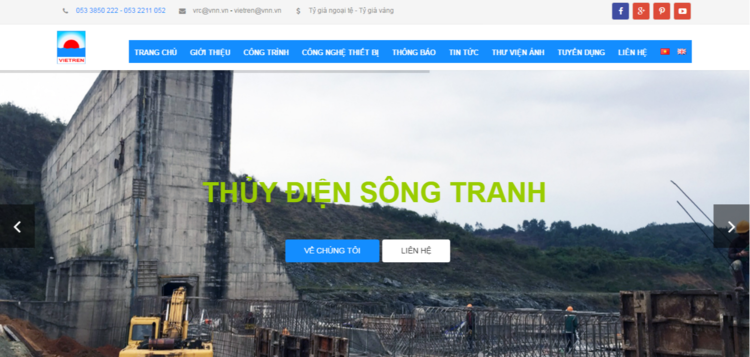 053 3850 222 - 053 2211 052
vrc@vnn.vn - vietren@vnn.vn
$ Tỷ giá ngoại tệ - Tỷ giá vàng
VIETREN
TRANG CHỦ GIỚI THIỆU CÔNG TRÌNH CÔNG NGHỆ THIẾT BỊ THÔNG BÁO TIN TỨC THƯ VIỆN ẢNH TUYỂN DỤNG LIÊN HỆ
THỦY ĐIỆN SÔNG TRANH
VỀ CHÚNG TÔI
LIÊN HỆ